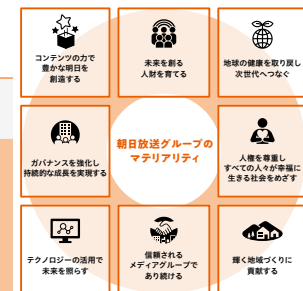 コンテンツの力で
豊かな明日を
創造する
未来を創る
人財を育てる
地球の健康を取り戻し
次世代へつなぐ
ガバナンスを強化し
持続的な成長を実現する
朝日放送グループの
マテリアリティ
人権を尊重し
すべての人々が幸福に
生きる社会をめざす
テクノロジーの活用で
未来を照らす
信頼される
メディアグループで
あり続ける
輝く地域づくりに
貢献する